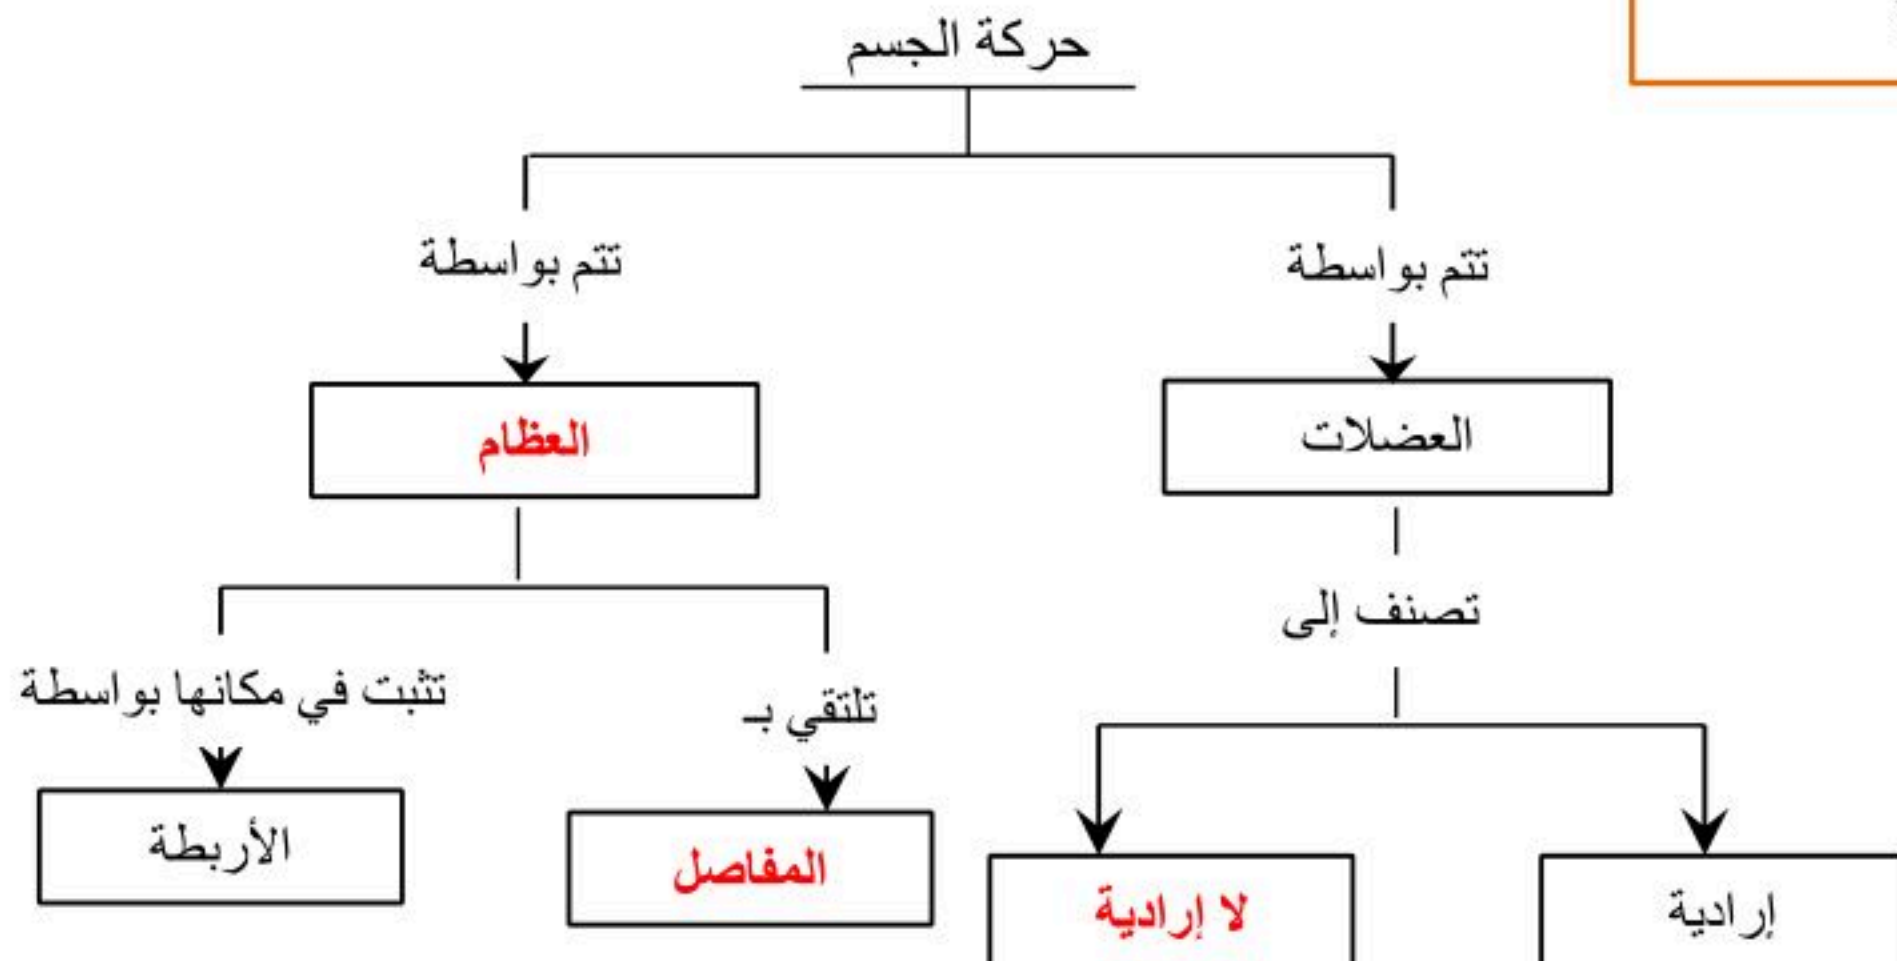 حركة الجسم
تتم بواسطة
تتم بواسطة
العضلات
العظام
تصنف إلى
تلتقي بـ
تثبت في مكانها بواسطة
إرادية
لا إرادية
المفاصل
الأربطة